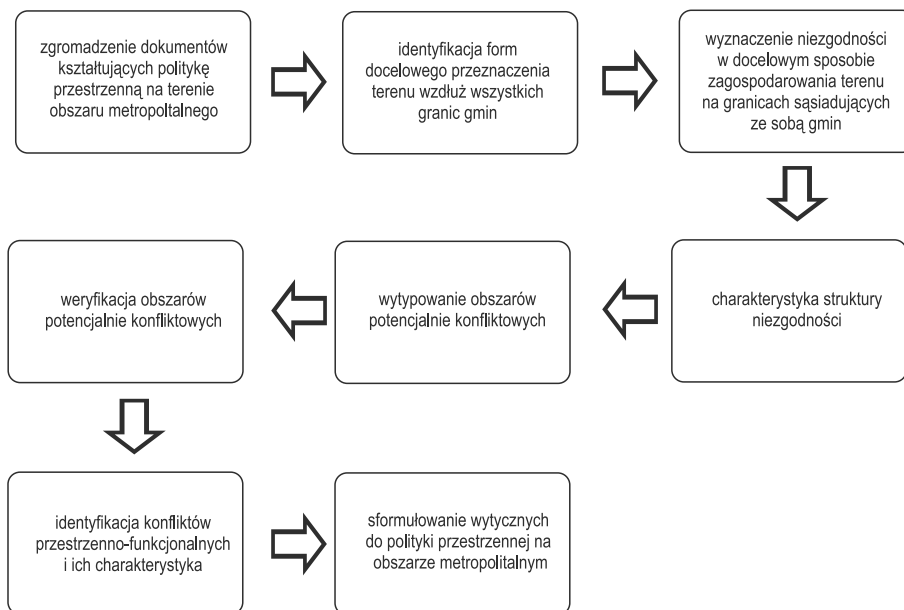 zgromadzenie dokumentów
kształtujących politykę
przestrzenną na terenie
obszaru metropoltalnego
identyfikacja form
docelowego przeznaczenia
terenu wzdłuż wszystkich
granic gmin
wyznaczenie niezgodności
w docelowym sposobie
zagospodarowania terenu
na granicach sąsiadujących
ze sobą gmin
charakterystyka struktury
niezgodności
wytypowanie obszarów
potencjalnie konfliktowych
weryfikacja obszarów
potencjalnie konfliktowych
identyfikacja konfliktów
przestrzenno-funkcjonalnych
i ich charakterystyka
sformułowanie wytycznych
do polityki przestrzennej na
obszarze metropolitalnym